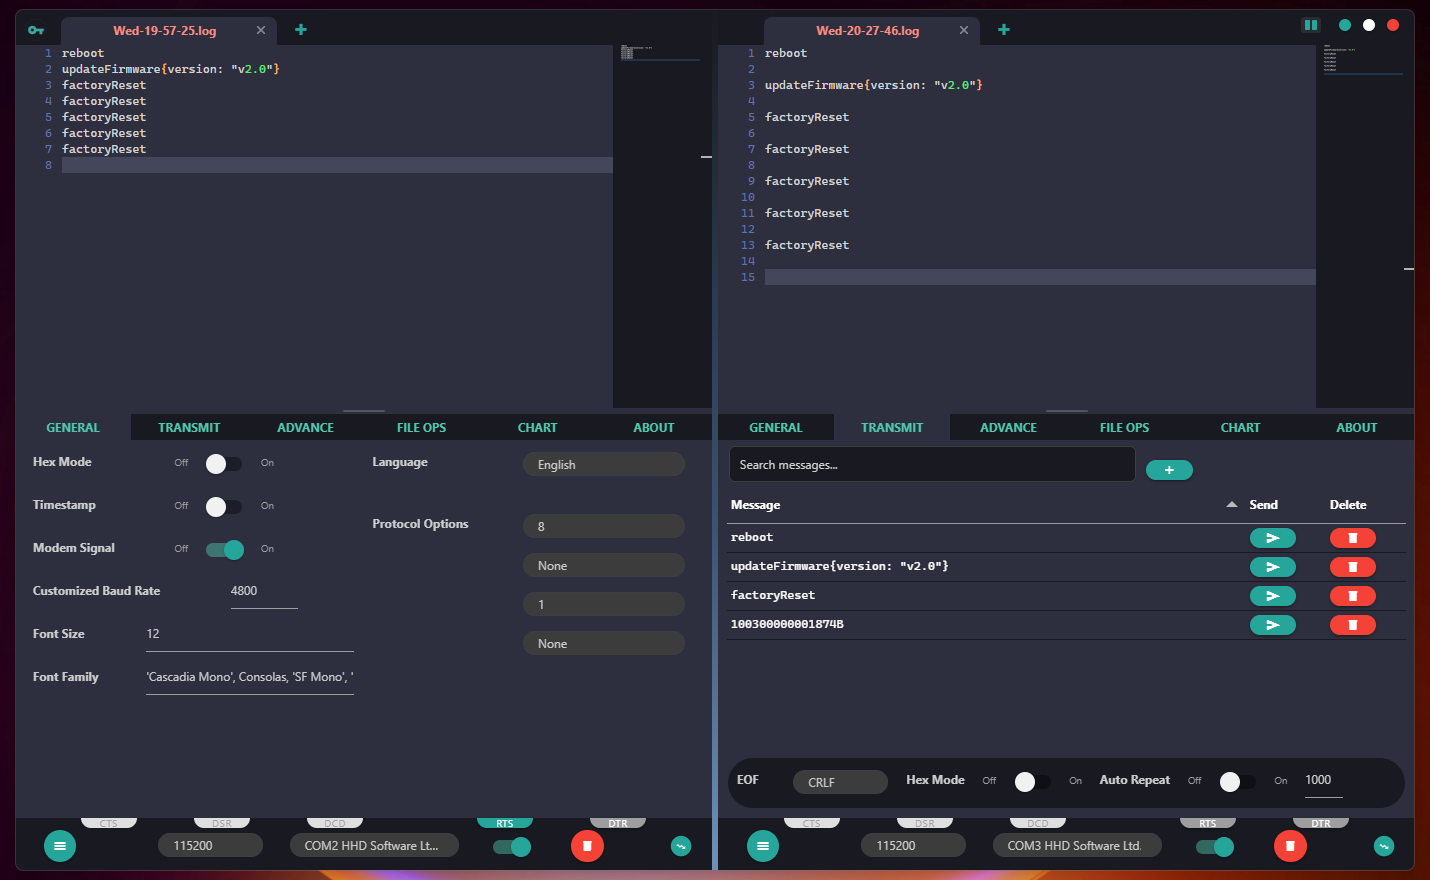 Wed-19-57-25.log
1 reboot
2 updateFirmware{version: "v2.0"}
3 factoryReset
4 factoryReset
5 factoryReset
6 factoryReset
7 factoryReset
8
GENERAL TRANSMIT ADVANCE FILE OPS CHART ABOUT
Hex Mode Off On Language English
Timestamp Off On
Protocol Options 8
Modem Signal Off On
None
Customized Baud Rate 4800
1
Font Size 12
None
Font Family 'Cascadia Mono', Consolas, 'SF Mono', '
CTS DSR DCD RTS DTR
115200 COM2 HHD Software Lt...
Wed-20-27-46.log
1 reboot
2
3 updateFirmware{version: "v2.0"}
4
5 factoryReset
6
7 factoryReset
8
9 factoryReset
10
11 factoryReset
12
13 factoryReset
14
15
GENERAL TRANSMIT ADVANCE FILE OPS CHART ABOUT
Search messages...
Message Send Delete
reboot
updateFirmware{version: "v2.0"}
factoryReset
100300000001874B
EOF CRLF Hex Mode Off On Auto Repeat Off On 1000
CTS DSR DCD RTS DTR
115200 COM3 HHD Software Ltd.